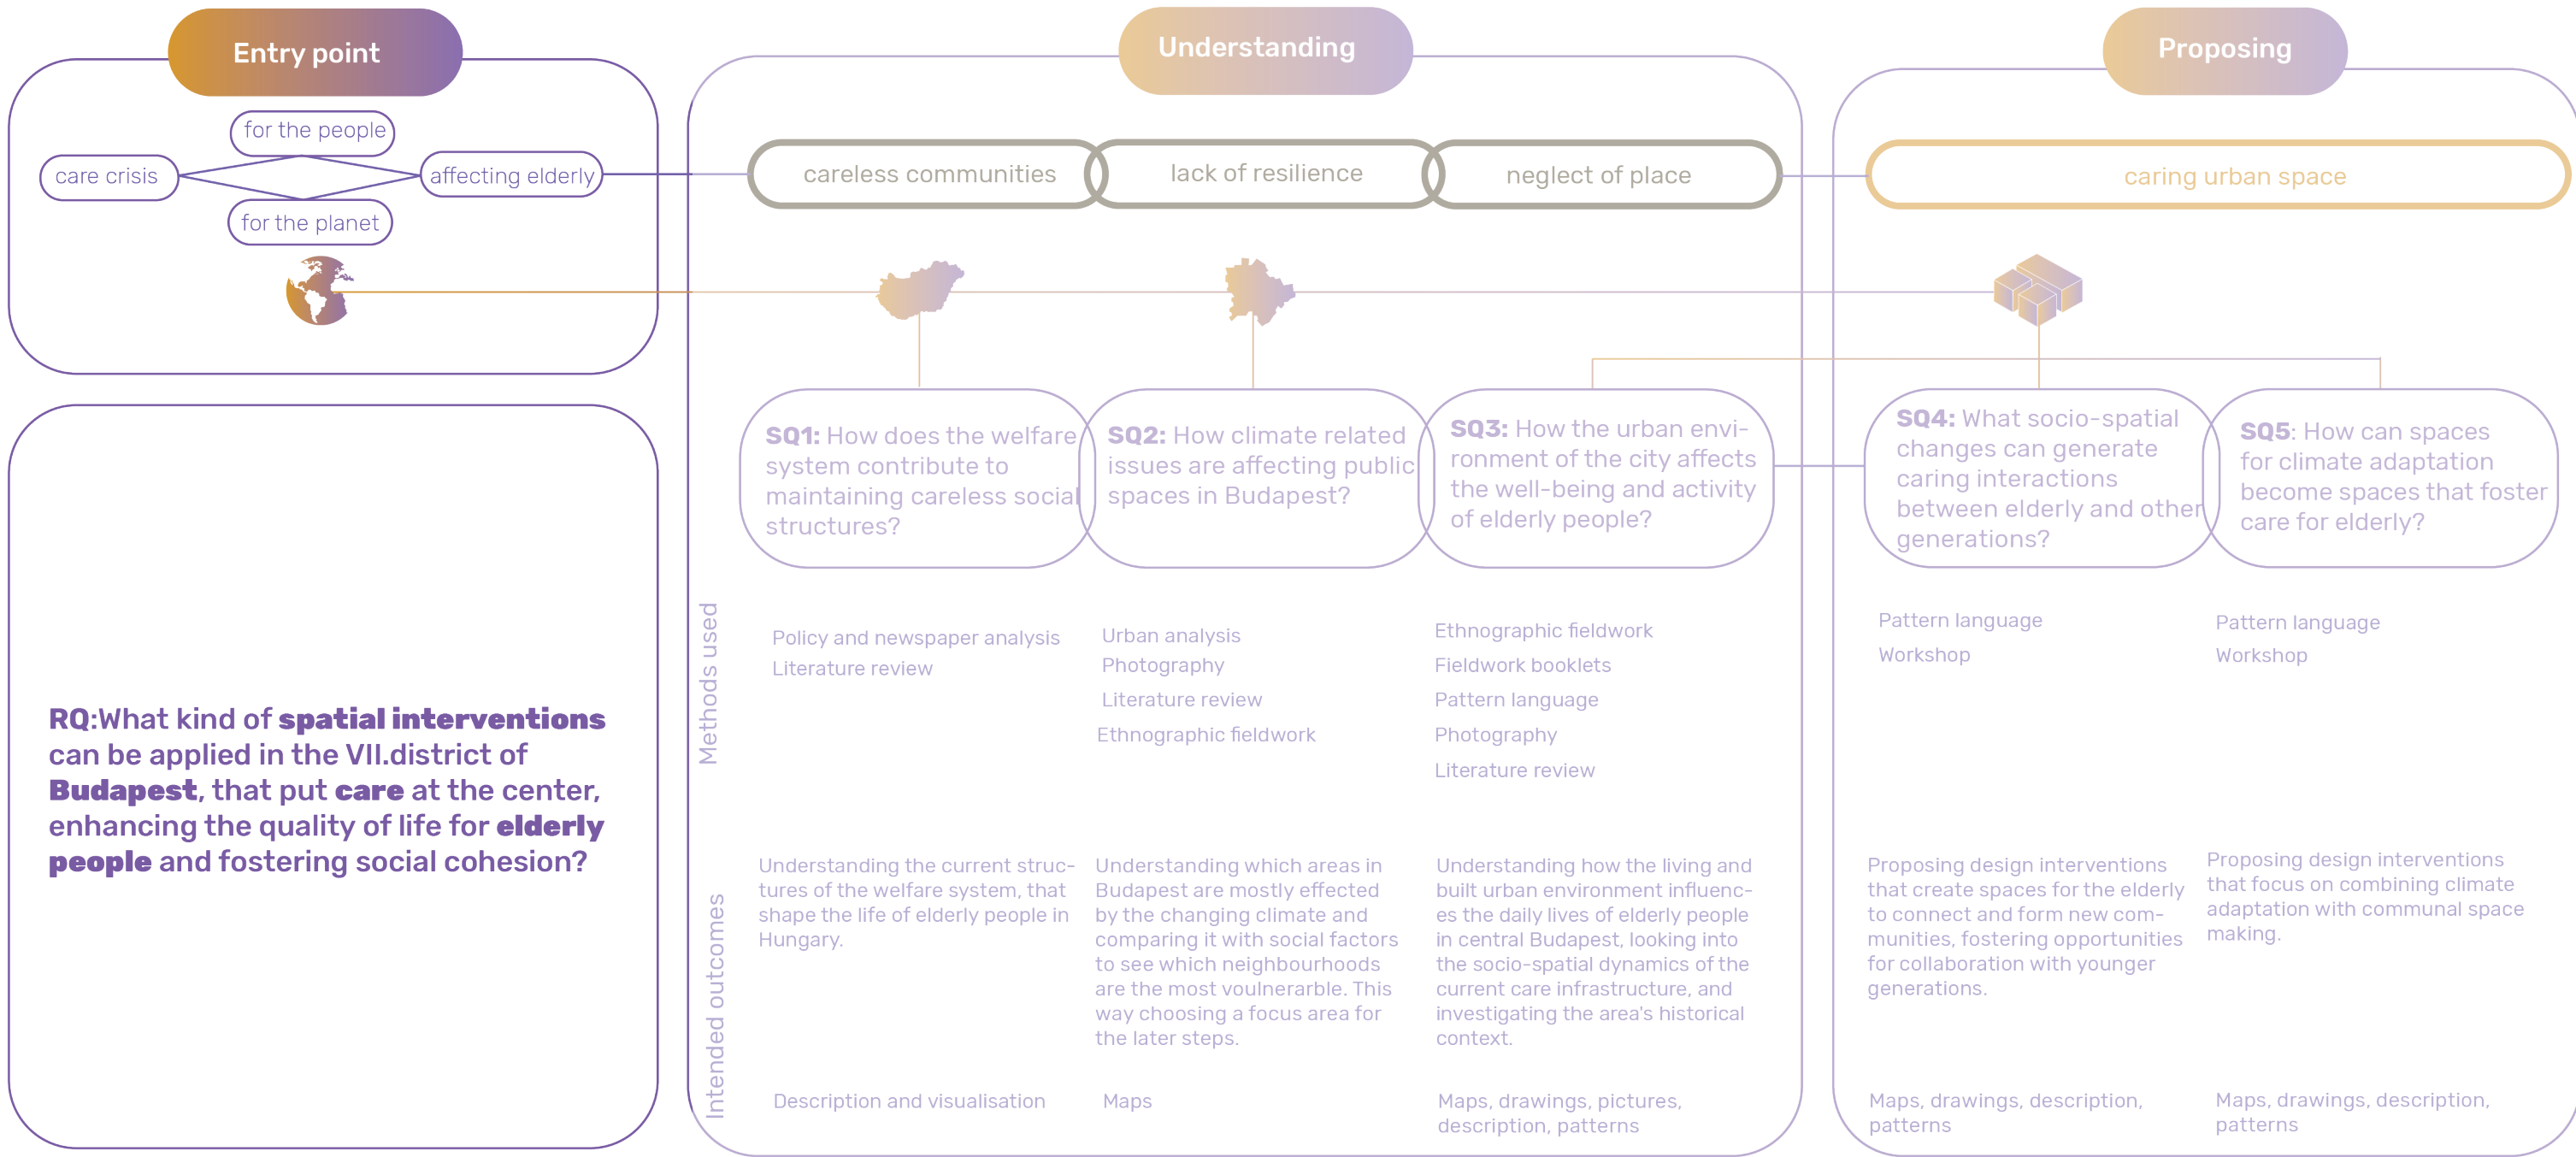 Entry point
for the people
care crisis
affecting elderly
for the planet
RQ:What kind of spatial interventions
can be applied in the VII.district of
Budapest, that put care at the center,
enhancing the quality of life for elderly
people and fostering social cohesion?
Understanding
careless communities
lack of resilience
neglect of place
SQ1: How does the welfare
system contribute to
maintaining careless social
structures?
SQ2: How climate related
issues are affecting public
spaces in Budapest?
SQ3: How the urban envi-
ronment of the city affects
the well-being and activity
of elderly people?
Methods used
Policy and newspaper analysis
Literature review
Urban analysis
Photography
Literature review
Ethnographic fieldwork
Ethnographic fieldwork
Fieldwork booklets
Pattern language
Photography
Literature review
Intended outcomes
Understanding the current struc-
tures of the welfare system, that
shape the life of elderly people in
Hungary.
Understanding which areas in
Budapest are mostly effected
by the changing climate and
comparing it with social factors
to see which neighbourhoods
are the most voulnerarble. This
way choosing a focus area for
the later steps.
Understanding how the living and
built urban environment influenc-
es the daily lives of elderly people
in central Budapest, looking into
the socio-spatial dynamics of the
current care infrastructure, and
investigating the area's historical
context.
Description and visualisation
Maps
Maps, drawings, pictures,
description, patterns
Proposing
caring urban space
SQ4: What socio-spatial
changes can generate
caring interactions
between elderly and other
generations?
SQ5: How can spaces
for climate adaptation
become spaces that foster
care for elderly?
Pattern language
Workshop
Pattern language
Workshop
Proposing design interventions
that create spaces for the elderly
to connect and form new com-
munities, fostering opportunities
for collaboration with younger
generations.
Proposing design interventions
that focus on combining climate
adaptation with communal space
making.
Maps, drawings, description,
patterns
Maps, drawings, description,
patterns